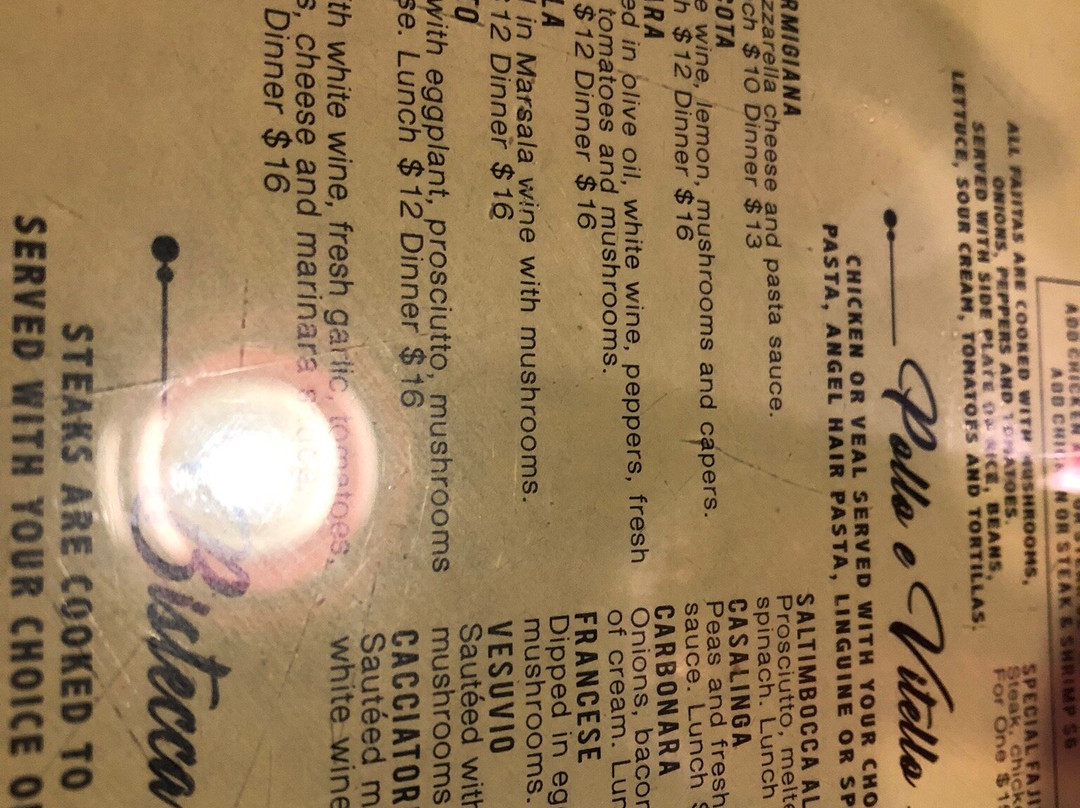 ADD CHICKEN
ADD
OR STEAK & SHRIMP $6
ALL FAJITAS ARE COOKED WITH MUSHROOMS,
ONIONS, PEPPERS AND TOMATOES.
SERVED WITH SIDE PLATE OF RICE, BEANS,
LETTUCE, SOUR CREAM, TOMATOES AND TORTILLAS.
SPECIAL FAJI
Steak, chick
For One $1
Pollo e Vitello
CHICKEN OR VEAL SERVED WITH YOUR CHO
PASTA, ANGEL HAIR PASTA, LINGUINE OR SP
RMIGIANA
zzarella cheese and pasta sauce.
ch $10 Dinner $13
COTA
e wine, lemon, mushrooms and capers.
h $12 Dinner $16
ARA
ed in olive oil, white wine, peppers, fresh
tomatoes and mushrooms.
$12 Dinner $16
LA
in Marsala wine with mushrooms.
12 Dinner $16
TO
with eggplant, prosciutto, mushrooms
se. Lunch $12 Dinner $16
ith white wine, fresh garlic, tomatoes,
s, cheese and marinara
Dinner $16
SALTIMBOCCA AL
Prosciutto, melte
spinach. Lunch
CASALINGA
Peas and fresh
sauce. Lunch $
CARBONARA
Onions, bacon
of cream. Lun
FRANCESE
Dipped in eg
mushrooms.
VESUVIO
Sautéed with
mushrooms
CACCIATOR
Sautéed m
white wine
Bistecca
STEAKS ARE COOKED TO
SERVED WITH YOUR CHOICE O